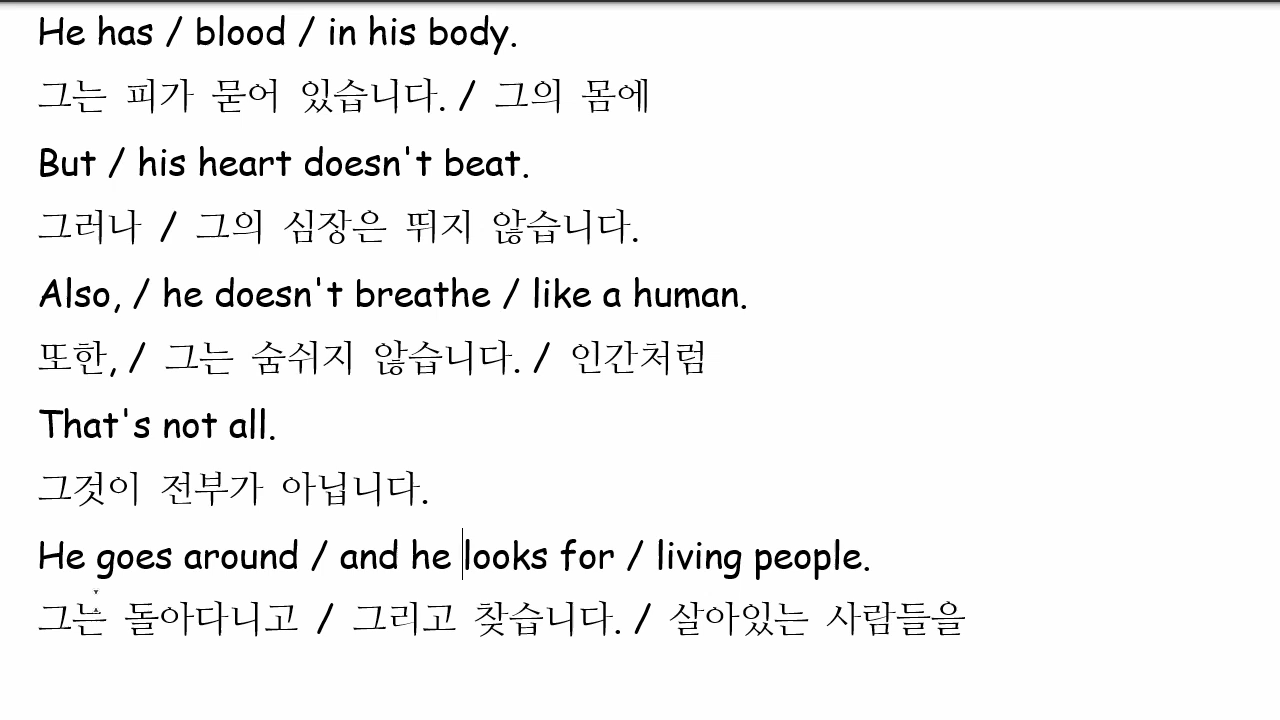 He has / blood / in his body.
그는 피가 묻어 있습니다. / 그의 몸에
But / his heart doesn't beat.
그러나 / 그의 심장은 뛰지 않습니다.
Also, / he doesn't breathe / like a human.
또한, / 그는 숨쉬지 않습니다. / 인간처럼
That's not all.
그것이 전부가 아닙니다.
He goes around / and he looks for / living people.
그는 돌아다니고 / 그리고 찾습니다. / 살아있는 사람들을